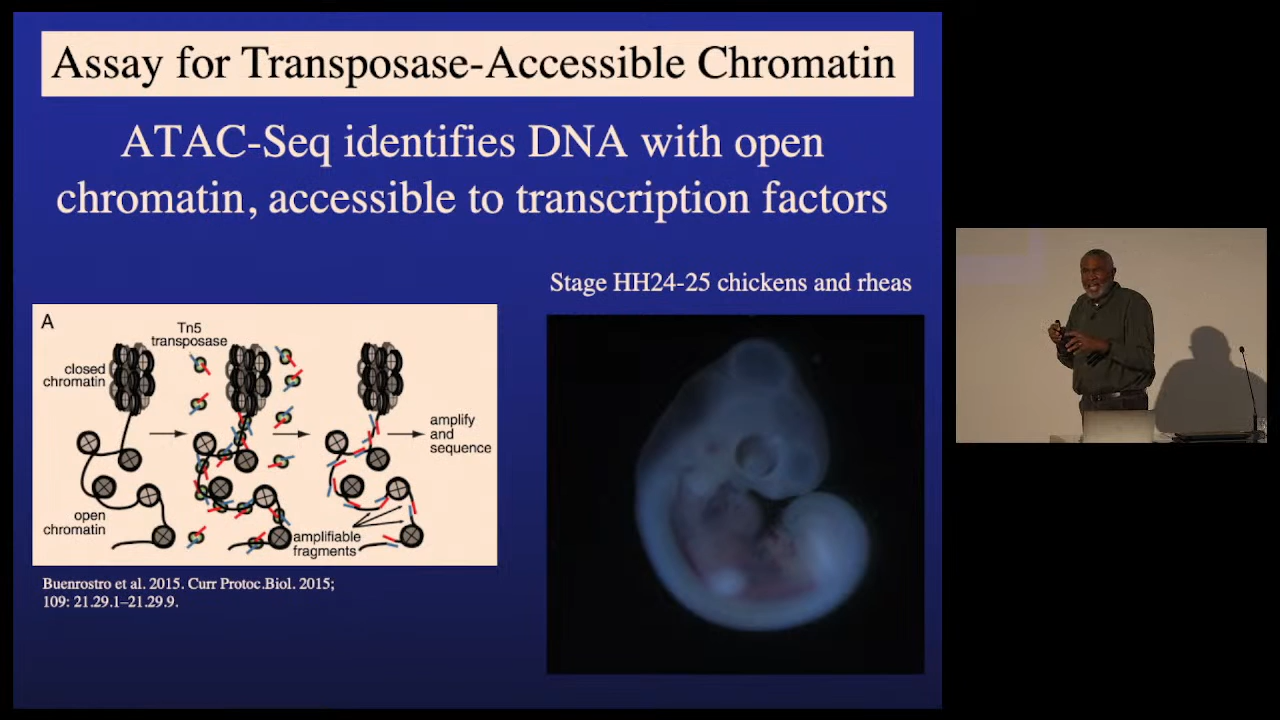 Assay for Transposase-Accessible Chromatin
ATAC-Seq identifies DNA with open
chromatin, accessible to transcription factors
Stage HH24-25 chickens and rheas
A
Tn5
transposase
closed
chromatin
amplify
and
sequence
open
chromatin
amplifiable
fragments
Buenrostro et al. 2015. Curr Protoc.Biol. 2015;
109: 21.29.1–21.29.9.